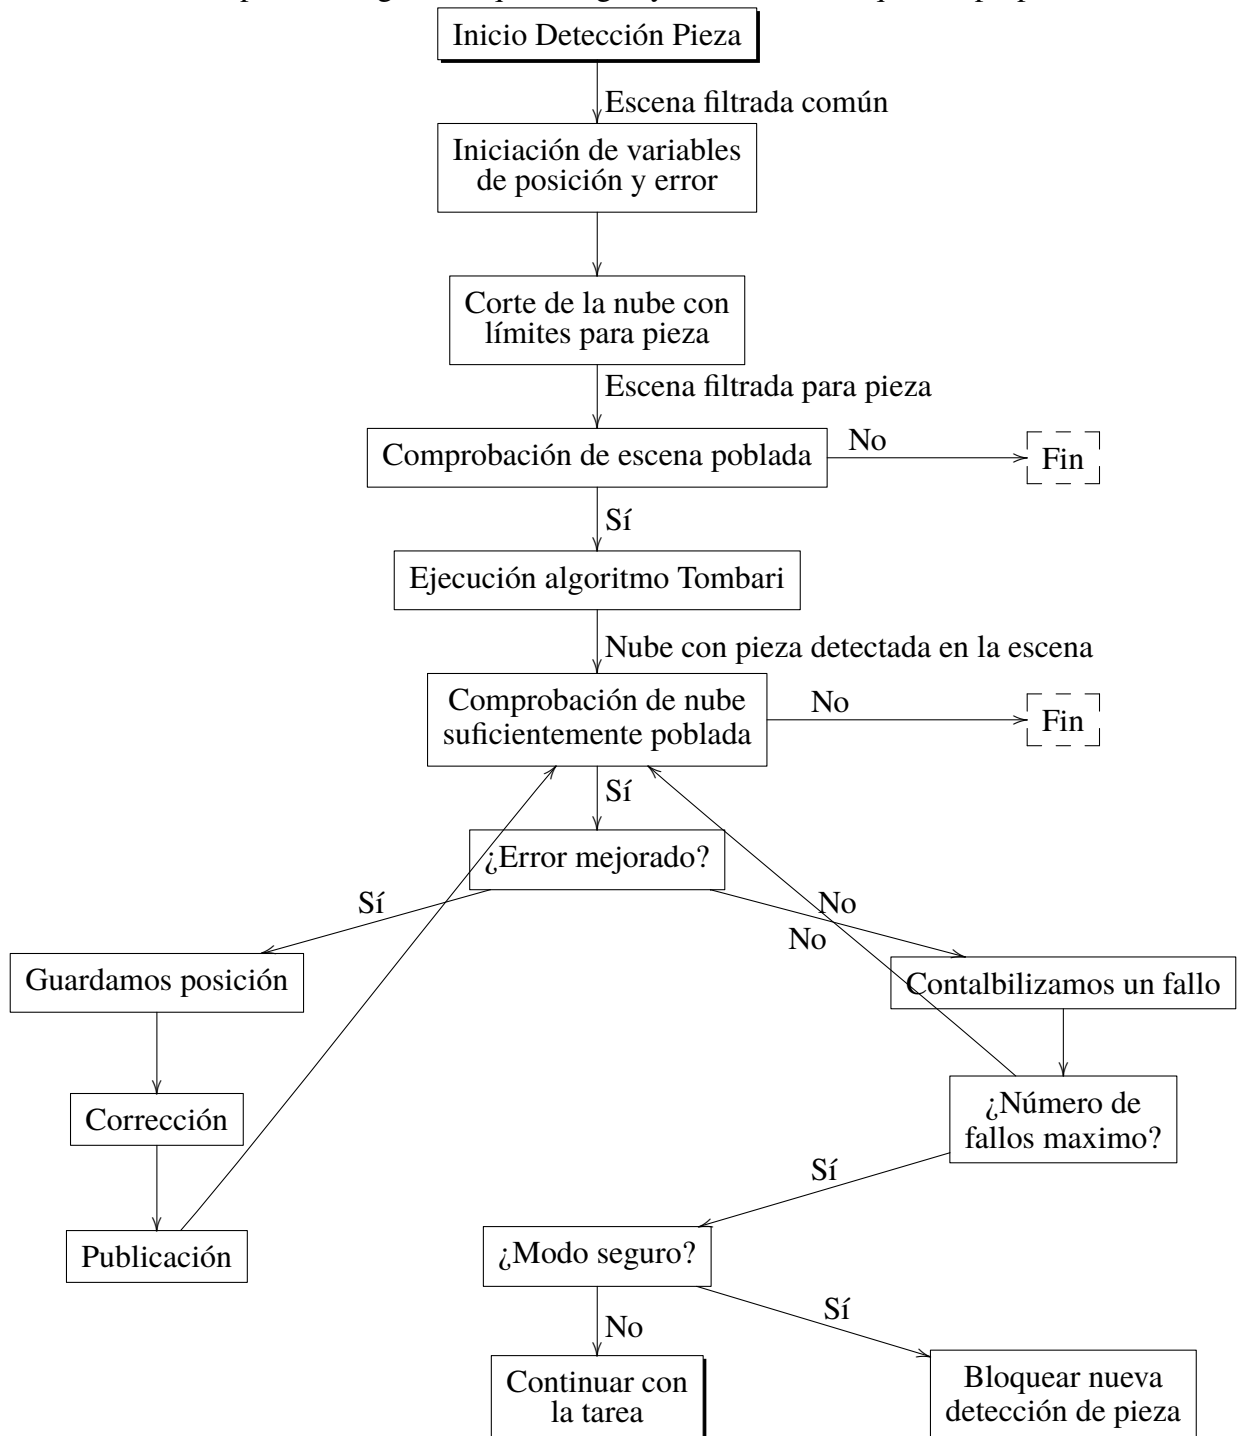 Inicio Detección Pieza
Escena filtrada común
Iniciación de variables
de posición y error
Corte de la nube con
límites para pieza
Escena filtrada para pieza
Comprobación de escena poblada
No
Fin
Sí
Ejecución algoritmo Tombari
Nube con pieza detectada en la escena
Comprobación de nube
suficientemente poblada
No
Fin
Sí
¿Error mejorado?
Sí
No
No
Guardamos posición
Contalbilizamos un fallo
Corrección
¿Número de
fallos maximo?
Sí
Publicación
¿Modo seguro?
Sí
No
Continuar con
la tarea
Bloquear nueva
detección de pieza